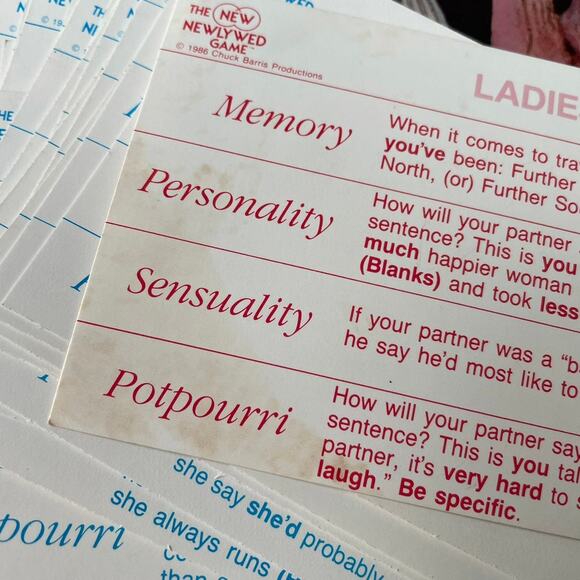 THE NEW
NEWLYWED
GAME™
© 1986 Chuck Barris Productions
LADIE
Memory
When it comes to tra
you've been: Further
North, (or) Further So
Personality
How will your partner
sentence? This is you
much happier woman
(Blanks) and took less
Sensuality
If your partner was a "b
he say he'd most like to
Potpourri
How will your partner say
sentence? This is you tal
partner, it's very hard to s
laugh." Be specific.
she say she'd probably
she always runs
pourri